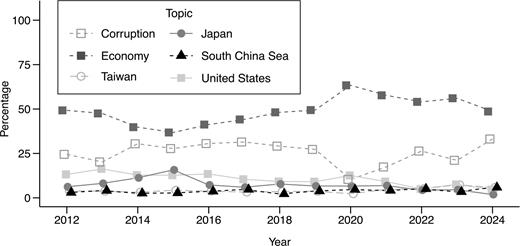 Topic
Corruption
Japan
Economy
South China Sea
Taiwan
United States
Percentage
100
75
50
25
0
2012 2014 2016 2018 2020 2022 2024
Year